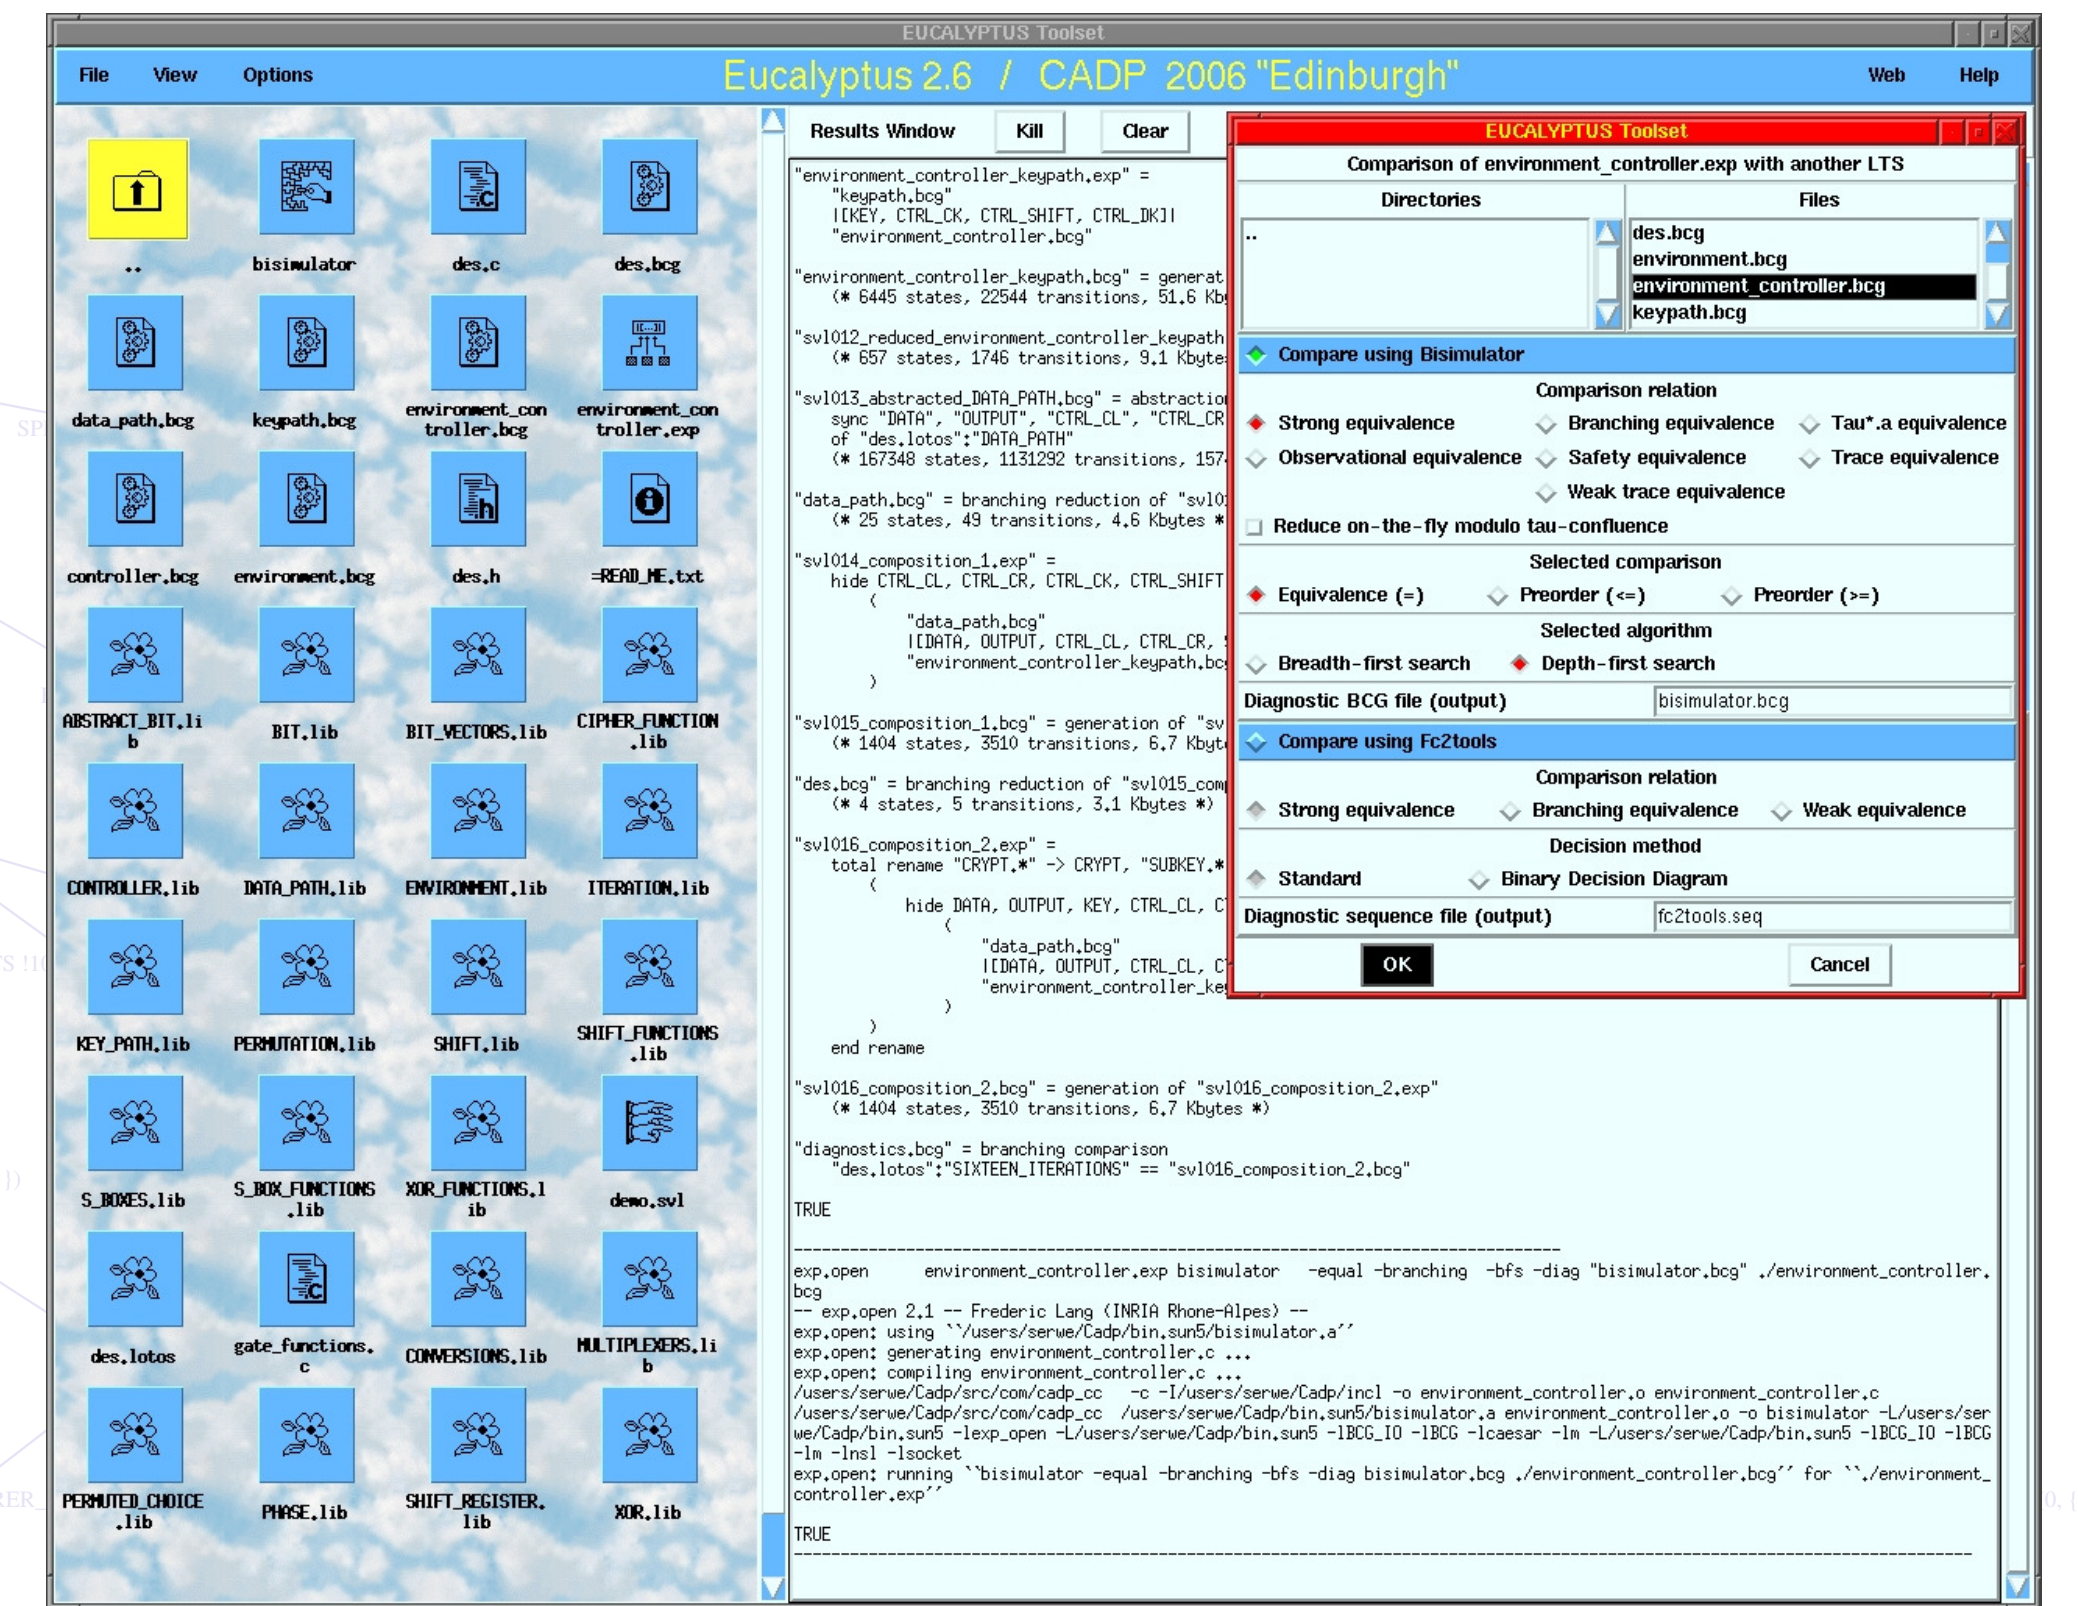 EUCALYPTUS Toolset
File View Options
Eucalyptus 2.6 / CADP 2006 "Edinburgh"
Web Help
..
bisimulator
des.c
des.bcg
data_path.bcg
keypath.bcg
environment_con
troller.bcg
environment_con
troller.exp
controller.bcg
environment.bcg
des.h
=READ_ME.txt
ABSTRACT_BIT.li
b
BIT.lib
BIT_VECTORS.lib
CIPHER_FUNCTION
.lib
CONTROLLER.lib
DATA_PATH.lib
ENVIRONMENT.lib
ITERATION.lib
KEY_PATH.lib
PERMUTATION.lib
SHIFT.lib
SHIFT_FUNCTIONS
.lib
S_BOXES.lib
S_BOX_FUNCTIONS
.lib
XOR_FUNCTIONS.l
ib
demo.svl
des.lotos
gate_functions.
c
CONVERSIONS.lib
MULTIPLEXERS.li
b
PERMUTED_CHOICE
.lib
PHASE.lib
SHIFT_REGISTER.
lib
XOR.lib
Results Window Kill Clear
"environment_controller_keypath.exp" =
"keypath.bcg"
|[KEY, CTRL_CK, CTRL_SHIFT, CTRL_DK]|
"environment_controller.bcg"
"environment_controller_keypath.bcg" = generat
(* 6445 states, 22544 transitions, 51.6 Kby
"svl012_reduced_environment_controller_keypath
(* 657 states, 1746 transitions, 9.1 Kbyte
"svl013_abstracted_DATA_PATH.bcg" = abstraction
sync "DATA", "OUTPUT", "CTRL_CL", "CTRL_CR
of "des.lotos":"DATA_PATH"
(* 167348 states, 1131292 transitions, 157
"data_path.bcg" = branching reduction of "svl0
(* 25 states, 49 transitions, 4.6 Kbytes *
"svl014_composition_1.exp" =
hide CTRL_CL, CTRL_CR, CTRL_CK, CTRL_SHIFT
(
"data_path.bcg"
|[DATA, OUTPUT, CTRL_CL, CTRL_CR,
"environment_controller_keypath.bc
)
"svl015_composition_1.bcg" = generation of "sv
(* 1404 states, 3510 transitions, 6.7 Kbyt
"des.bcg" = branching reduction of "svl015_com
(* 4 states, 5 transitions, 3.1 Kbytes *)
"svl016_composition_2.exp" =
total rename "CRYPT.*" -> CRYPT, "SUBKEY.*
(
hide DATA, OUTPUT, KEY, CTRL_CL, C
(
"data_path.bcg"
|[DATA, OUTPUT, CTRL_CL, C
"environment_controller_ke
)
)
end rename
"svl016_composition_2.bcg" = generation of "svl016_composition_2.exp"
(* 1404 states, 3510 transitions, 6.7 Kbytes *)
"diagnostics.bcg" = branching comparison
"des.lotos":"SIXTEEN_ITERATIONS" == "svl016_composition_2.bcg"
TRUE
exp.open environment_controller.exp bisimulator -equal -branching -bfs -diag "bisimulator.bcg" ./environment_controller.
bcg
-- exp.open 2.1 -- Frederic Lang (INRIA Rhone-Alpes) --
exp.open: using ``/users/serwe/Cadp/bin.sun5/bisimulator.a''
exp.open: generating environment_controller.c ...
exp.open: compiling environment_controller.c ...
/users/serwe/Cadp/src/com/cadp_cc -c -I/users/serwe/Cadp/incl -o environment_controller.o environment_controller.c
/users/serwe/Cadp/src/com/cadp_cc /users/serwe/Cadp/bin.sun5/bisimulator.a environment_controller.o -o bisimulator -L/users/ser
we/Cadp/bin.sun5 -lexp_open -L/users/serwe/Cadp/bin.sun5 -lBCG_IO -lBCG -lcaesar -lm -L/users/serwe/Cadp/bin.sun5 -lBCG_IO -lBCG
-lm -lnsl -lsocket
exp.open: running ``bisimulator -equal -branching -bfs -diag bisimulator.bcg ./environment_controller.bcg'' for ``./environment_
controller.exp''
TRUE
EUCALYPTUS Toolset
Comparison of environment_controller.exp with another LTS
Directories Files
..
des.bcg
environment.bcg
environment_controller.bcg
keypath.bcg
Compare using Bisimulator
Comparison relation
Strong equivalence Branching equivalence Tau*.a equivalence
Observational equivalence Safety equivalence Trace equivalence
Weak trace equivalence
Reduce on-the-fly modulo tau-confluence
Selected comparison
Equivalence (=) Preorder (<=) Preorder (>=)
Selected algorithm
Breadth-first search Depth-first search
Diagnostic BCG file (output) bisimulator.bcg
Compare using Fc2tools
Comparison relation
Strong equivalence Branching equivalence Weak equivalence
Decision method
Standard Binary Decision Diagram
Diagnostic sequence file (output) fc2tools.seq
OK Cancel